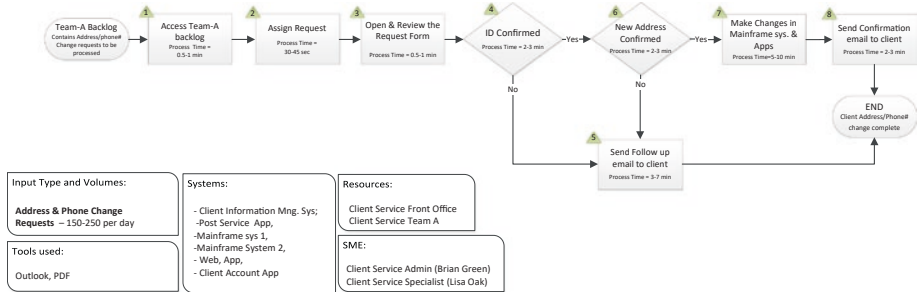 Team-A Backlog
Contains Address/phone#
Change requests to be
processed
1
Access Team-A
backlog
Process Time =
0.5-1 min
2
Assign Request
Process Time =
30-45 sec
3
Open & Review the
Request Form
Process Time = 0.5-1 min
4
ID Confirmed
Process Time = 2-3 min
Yes
No
6
New Address
Confirmed
Process Time = 2-3 min
Yes
No
7
Make Changes in
Mainframe sys. &
Apps
Process Time=5-10 min
8
Send Confirmation
email to client
Process Time = 2-3 min
END
Client Address/Phone#
change complete
5
Send Follow up
email to client
Process Time = 3-7 min
Input Type and Volumes:
Address & Phone Change
Requests – 150-250 per day
Tools used:
Outlook, PDF
Systems:
- Client Information Mng. Sys;
-Post Service App,
-Mainframe sys 1,
-Mainframe System 2,
- Web, App,
- Client Account App
Resources:
Client Service Front Office
Client Service Team A
SME:
Client Service Admin (Brian Green)
Client Service Specialist (Lisa Oak)